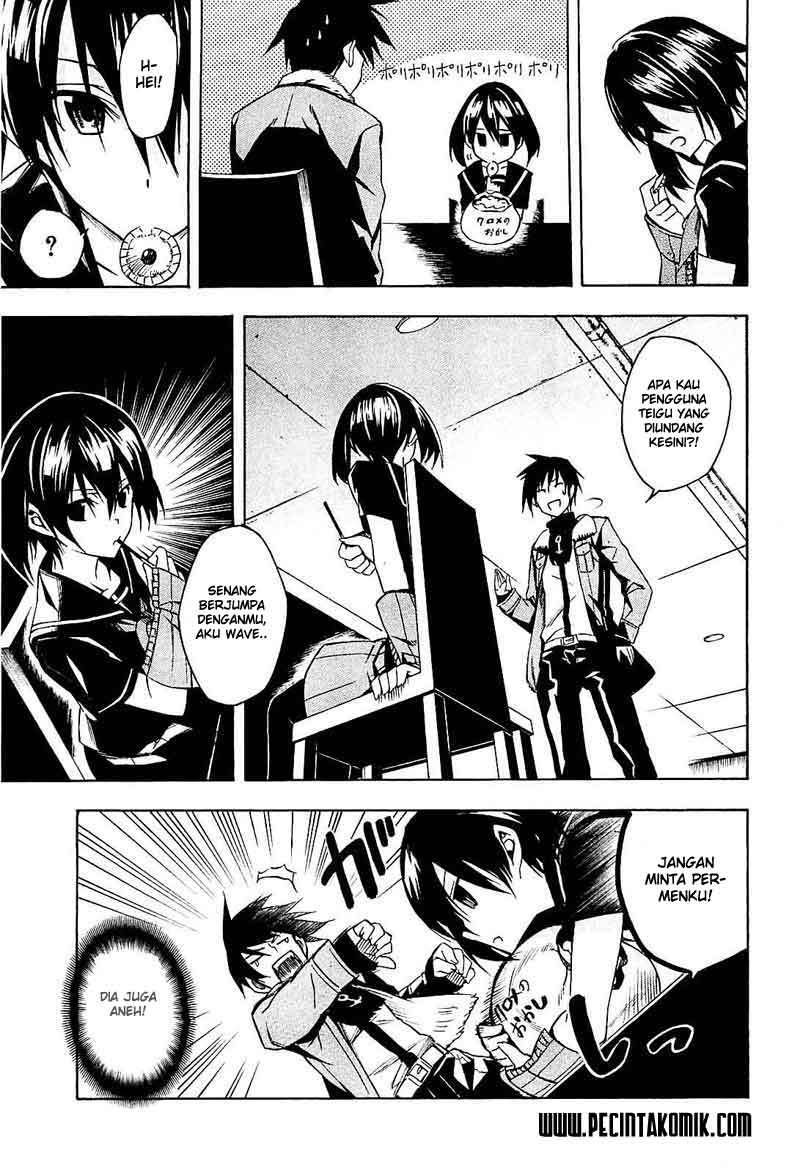 ポリポリポリポリポリ ポリ
クロメの
おかし
H-
HEI!
?
APA KAU
PENGGUNA
TEIGU YANG
DIUNDANG
KESINI?!
SENANG
BERJUMPA
DENGANMU,
AKU WAVE..
JANGAN
MINTA PER-
MENKU!
ガバ
クロメの
おかし
DIA JUGA
ANEH!
WWW.PECINTAKOMIK.COM